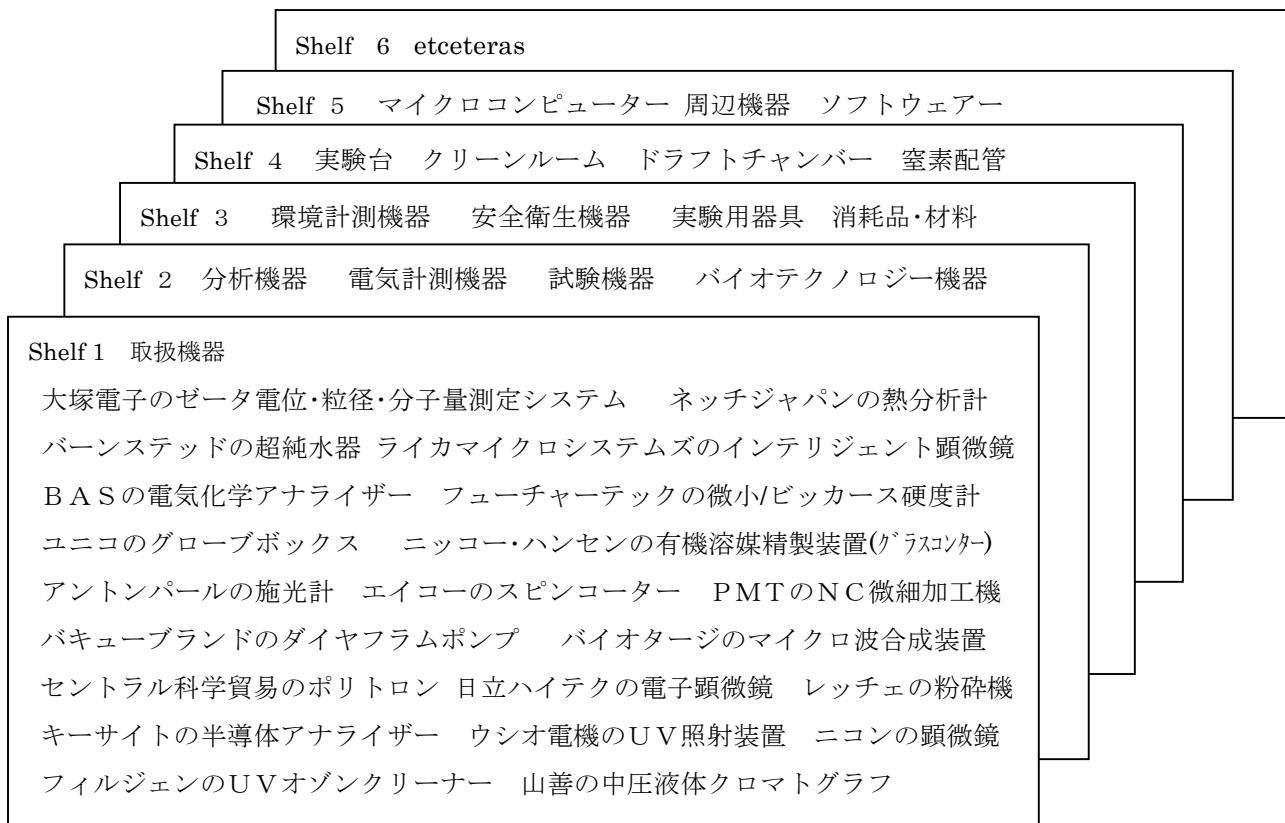 Shelf　6　etceteras
Shelf　5　マイクロコンピューター 周辺機器　ソフトウェアー
Shelf　4　実験台　クリーンルーム　ドラフトチャンバー　窒素配管
Shelf　3　環境計測機器　安全衛生機器　実験用器具　消耗品・材料
Shelf　2　分析機器　電気計測機器　試験機器　バイオテクノロジー機器
Shelf 1　取扱機器
大塚電子のゼータ電位・粒径・分子量測定システム　ネッチジャパンの熱分析計
バーンステッドの超純水器 ライカマイクロシステムズのインテリジェント顕微鏡
ＢＡＳの電気化学アナライザー　フューチャーテックの微小/ビッカース硬度計
ユニコのグローブボックス　ニッコー・ハンセンの有機溶媒精製装置(ｸﾞﾗｽｺﾝﾀｰ)
アントンパールの施光計　エイコーのスピンコーター　ＰＭＴのＮＣ微細加工機
バキューブランドのダイヤフラムポンプ　バイオタージのマイクロ波合成装置
セントラル科学貿易のポリトロン 日立ハイテクの電子顕微鏡　レッチェの粉砕機
キーサイトの半導体アナライザー　ウシオ電機のＵＶ照射装置　ニコンの顕微鏡
フィルジェンのＵＶオゾンクリーナー　山善の中圧液体クロマトグラフ